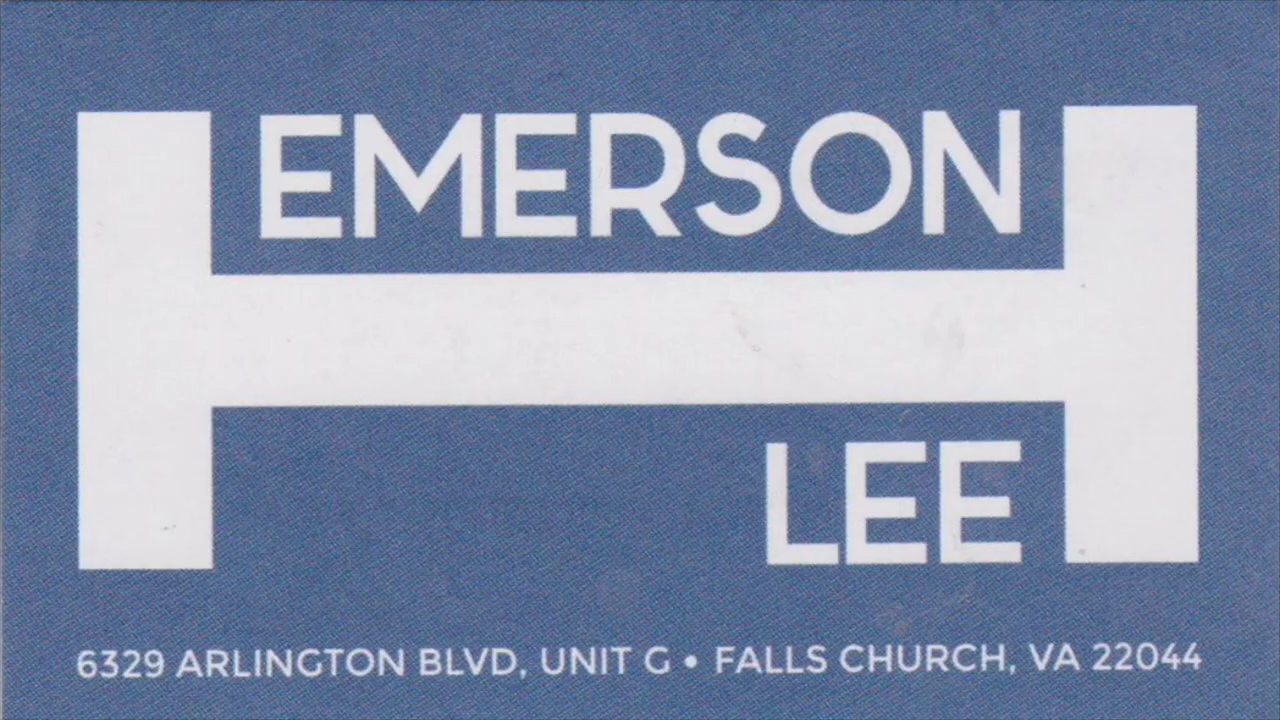 EMERSON
H
LEE
6329 ARLINGTON BLVD, UNIT G • FALLS CHURCH, VA 22044